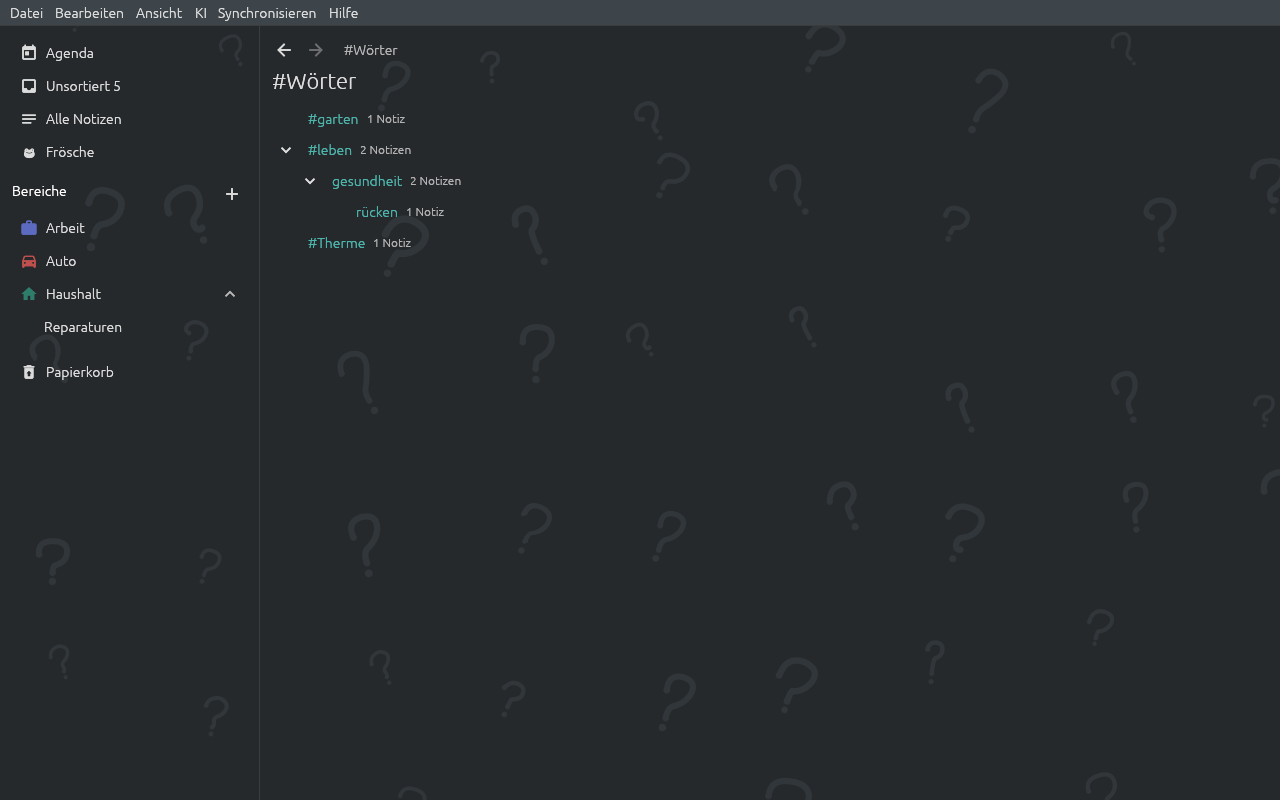 Datei Bearbeiten Ansicht KI Synchronisieren Hilfe
Agenda
Unsortiert 5
Alle Notizen
Frösche
Bereiche
Arbeit
Auto
Haushalt
Reparaturen
Papierkorb
#Wörter
#Wörter
#garten 1 Notiz
#leben 2 Notizen
gesundheit 2 Notizen
rücken 1 Notiz
#Therme 1 Notiz